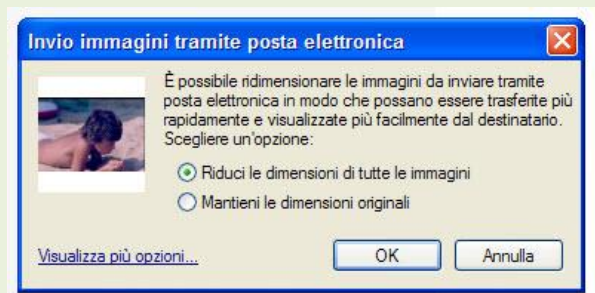 Invio immagini tramite posta elettronica
È possibile ridimensionare le immagini da inviare tramite
posta elettronica in modo che possano essere trasferite più
rapidamente e visualizzate più facilmente dal destinatario.
Scegliere un'opzione:
Riduci le dimensioni di tutte le immagini
Mantieni le dimensioni originali
Visualizza più opzioni...
OK
Annulla